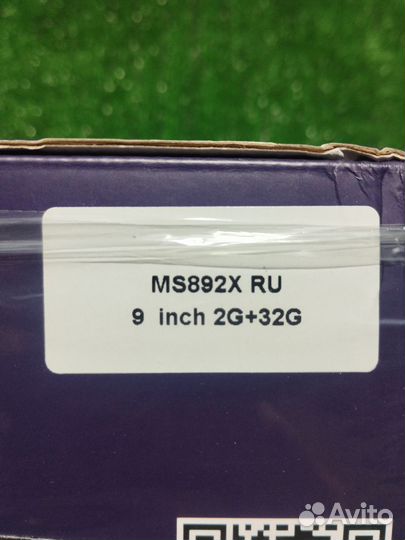 MS892X RU
9 inch 2G+32G
Avito